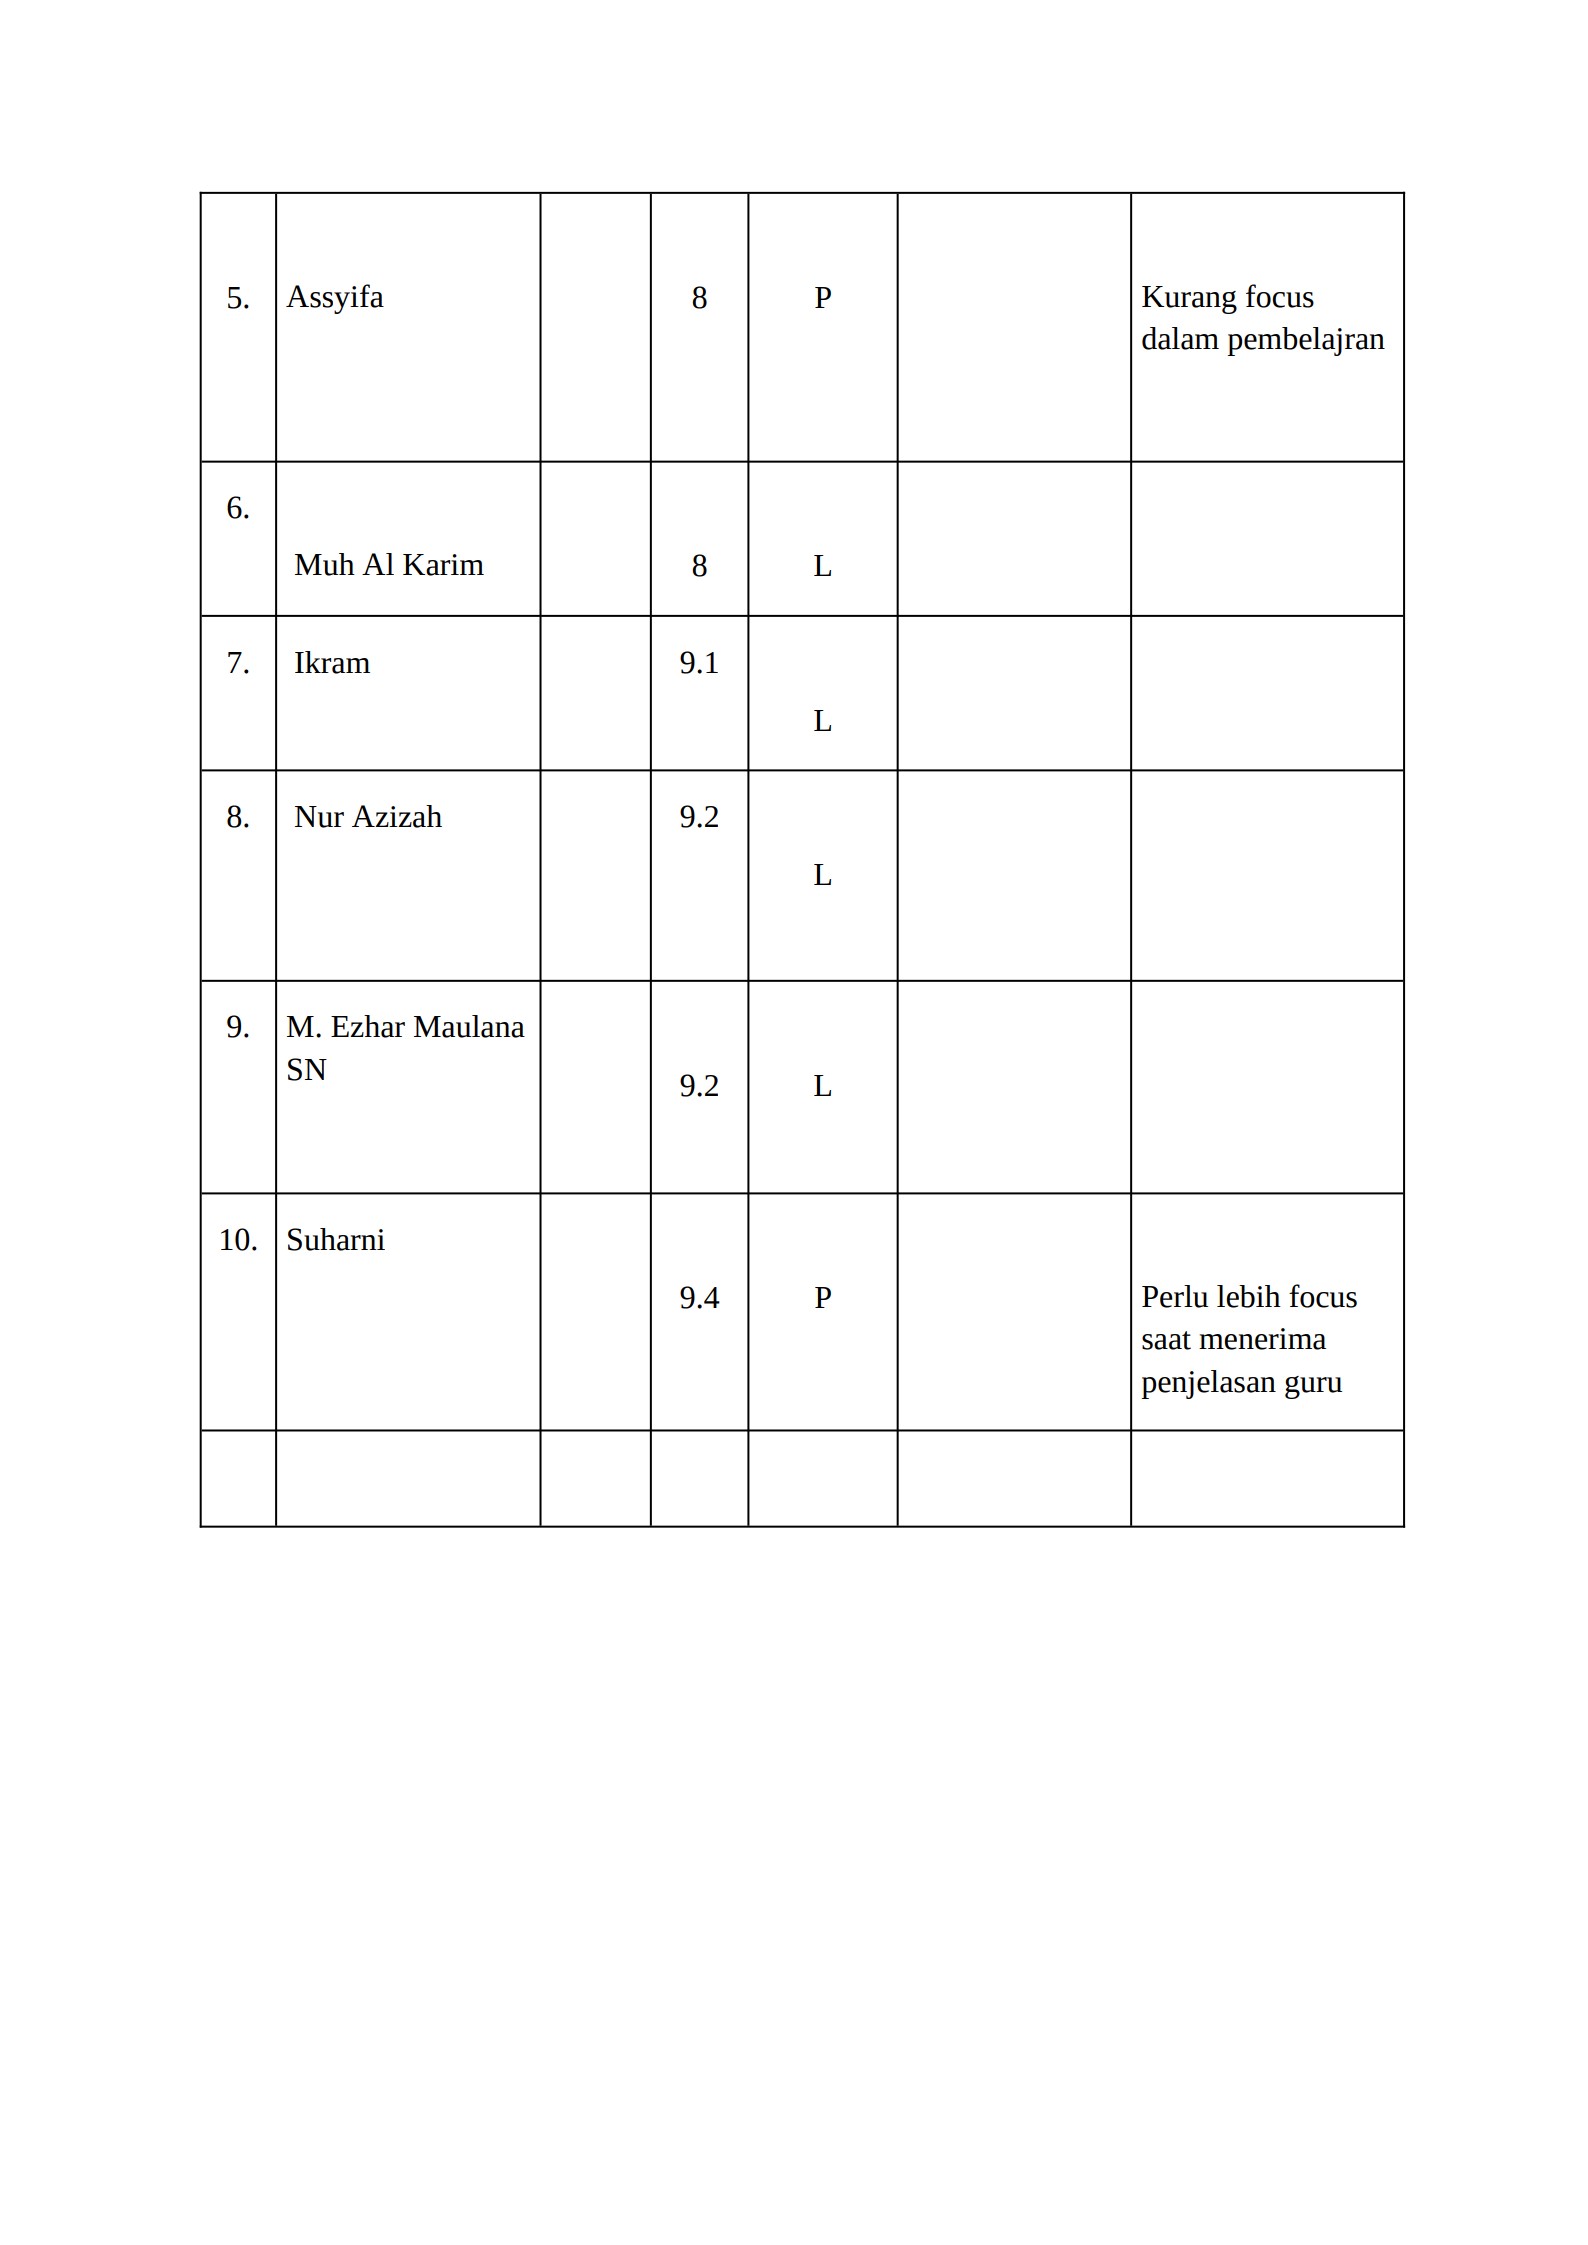 5. Assyifa 8 P Kurang focus
dalam pembelajran
6.
Muh Al Karim 8 L
7. Ikram 9.1
L
8. Nur Azizah 9.2
L
9. M. Ezhar Maulana
SN
9.2 L
10. Suharni
9.4 P Perlu lebih focus
saat menerima
penjelasan guru